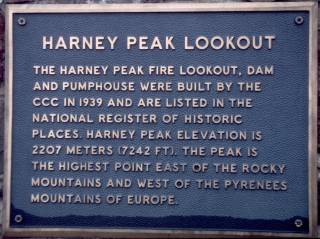 HARNEY PEAK LOOKOUT
THE HARNEY PEAK FIRE LOOKOUT, DAM
AND PUMPHOUSE WERE BUILT BY THE
CCC IN 1939 AND ARE LISTED IN THE
NATIONAL REGISTER OF HISTORIC
PLACES. HARNEY PEAK ELEVATION IS
2207 METERS (7242 FT). THE PEAK IS
THE HIGHEST POINT EAST OF THE ROCKY
MOUNTAINS AND WEST OF THE PYRENEES
MOUNTAINS OF EUROPE.